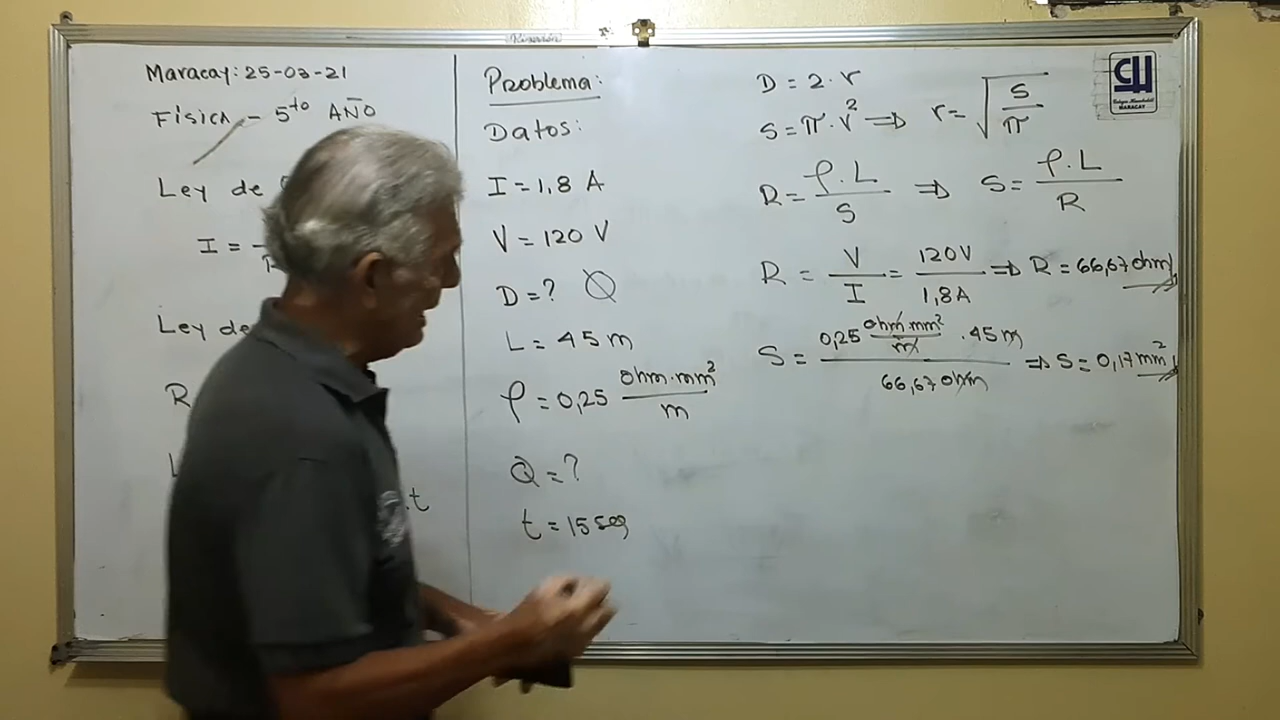 Maracay: 25-03-21
Física - 5to AÑO
Ley de
I =
Ley de
R
.t
Problema:
Datos:
I = 1,8 A
V = 120 V
D = ? Ø
L = 45 m
ρ = 0,25 ohm.mm² / m
Q = ?
t = 15 seg
D = 2 . r
S = π . r² ⇒ r = √(S / π)
R = ρ.L / S ⇒ S = ρ.L / R
R = V / I = 120V / 1,8A ⇒ R = 66,67 ohm
S = 0,25 ohm.mm² / m . 45 m / 66,67 ohm ⇒ S = 0,17 mm²
CH
MARACAY